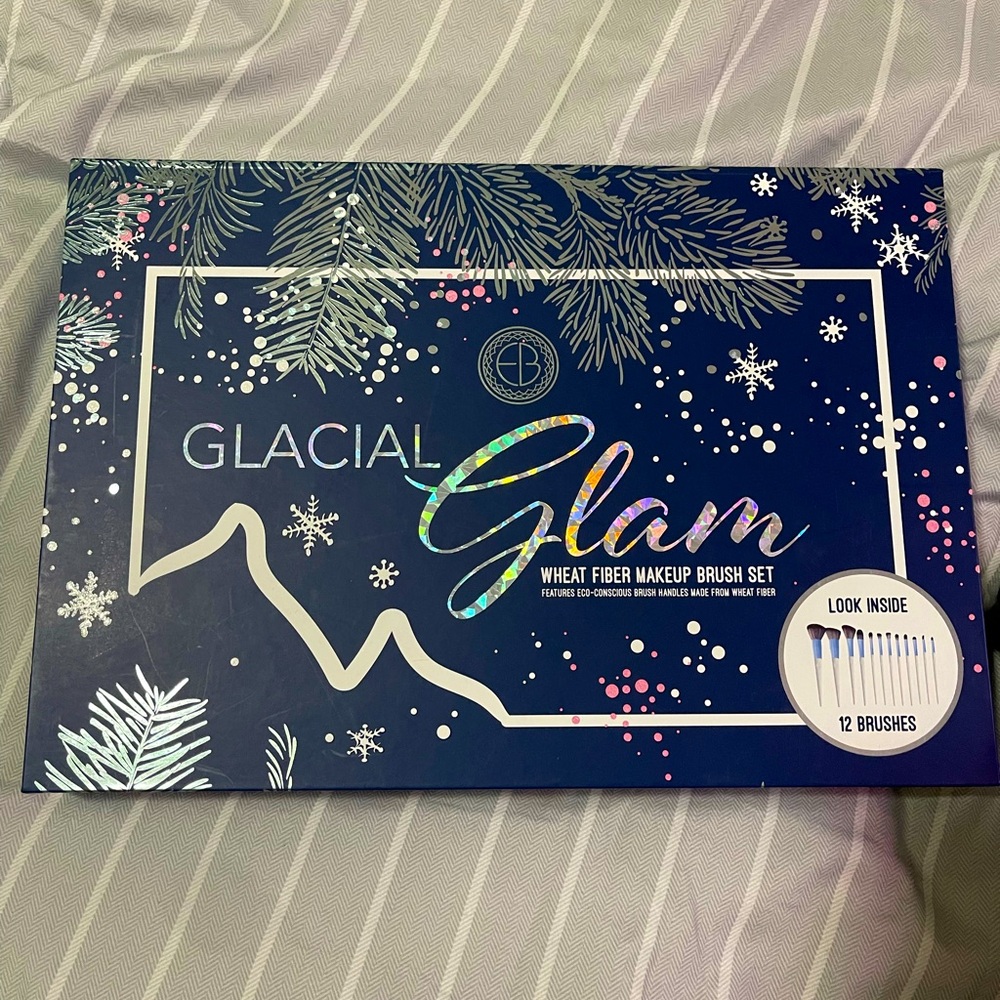 EB
GLACIAL Glam
WHEAT FIBER MAKEUP BRUSH SET
FEATURES ECO-CONSCIOUS BRUSH HANDLES MADE FROM WHEAT FIBER
LOOK INSIDE
12 BRUSHES